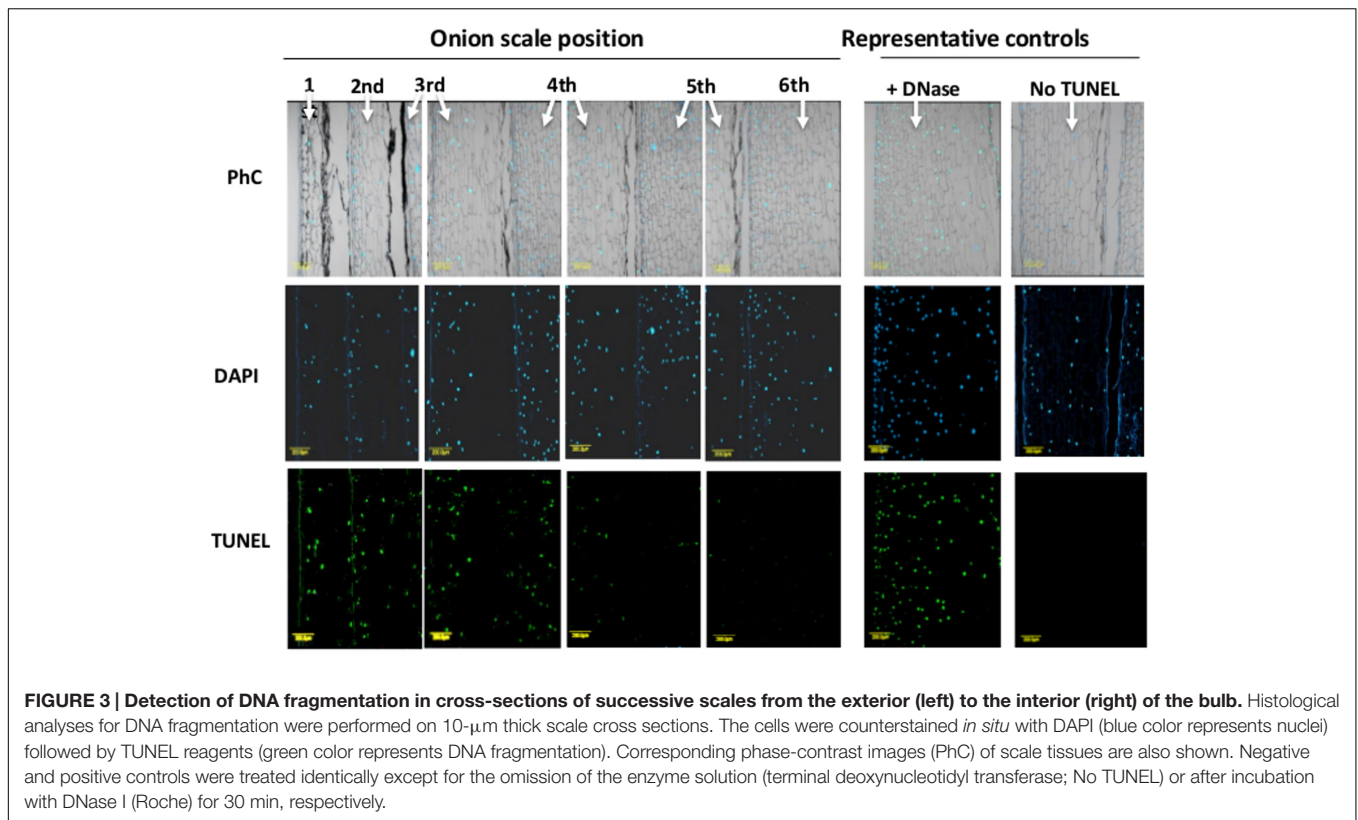 Onion scale position
Representative controls
1 2nd 3rd 4th 5th 6th + DNase No TUNEL
PhC
DAPI
TUNEL
FIGURE 3 | Detection of DNA fragmentation in cross-sections of successive scales from the exterior (left) to the interior (right) of the bulb. Histological
analyses for DNA fragmentation were performed on 10-μm thick scale cross sections. The cells were counterstained in situ with DAPI (blue color represents nuclei)
followed by TUNEL reagents (green color represents DNA fragmentation). Corresponding phase-contrast images (PhC) of scale tissues are also shown. Negative
and positive controls were treated identically except for the omission of the enzyme solution (terminal deoxynucleotidyl transferase; No TUNEL) or after incubation
with DNase I (Roche) for 30 min, respectively.